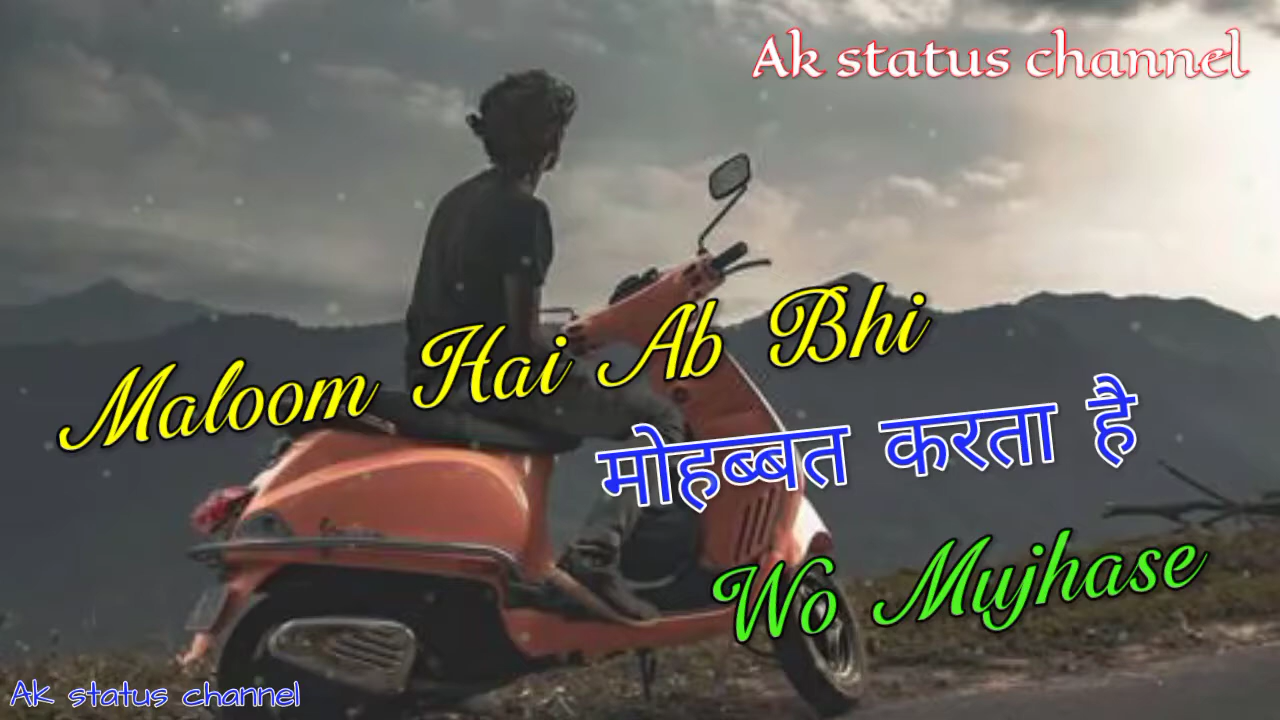 Ak status channel
Maloom Hai Ab Bhi
मोहब्बत करता है
Wo Mujhase
Ak status channel